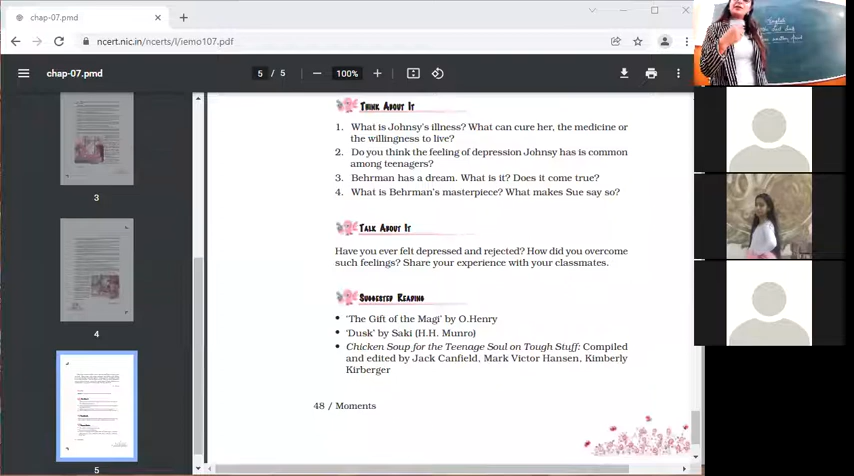 chap-07.pmd
ncert.nic.in/ncerts/l/iemo107.pdf
chap-07.pmd
5 / 5
100%
THINK ABOUT IT
1. What is Johnsy's illness? What can cure her, the medicine or
the willingness to live?
2. Do you think the feeling of depression Johnsy has is common
among teenagers?
3. Behrman has a dream. What is it? Does it come true?
4. What is Behrman's masterpiece? What makes Sue say so?
TALK ABOUT IT
Have you ever felt depressed and rejected? How did you overcome
such feelings? Share your experience with your classmates.
SUGGESTED READING
• 'The Gift of the Magi' by O.Henry
• 'Dusk' by Saki (H.H. Munro)
• Chicken Soup for the Teenage Soul on Tough Stuff: Compiled
and edited by Jack Canfield, Mark Victor Hansen, Kimberly
Kirberger
48 / Moments
3
4
5
English